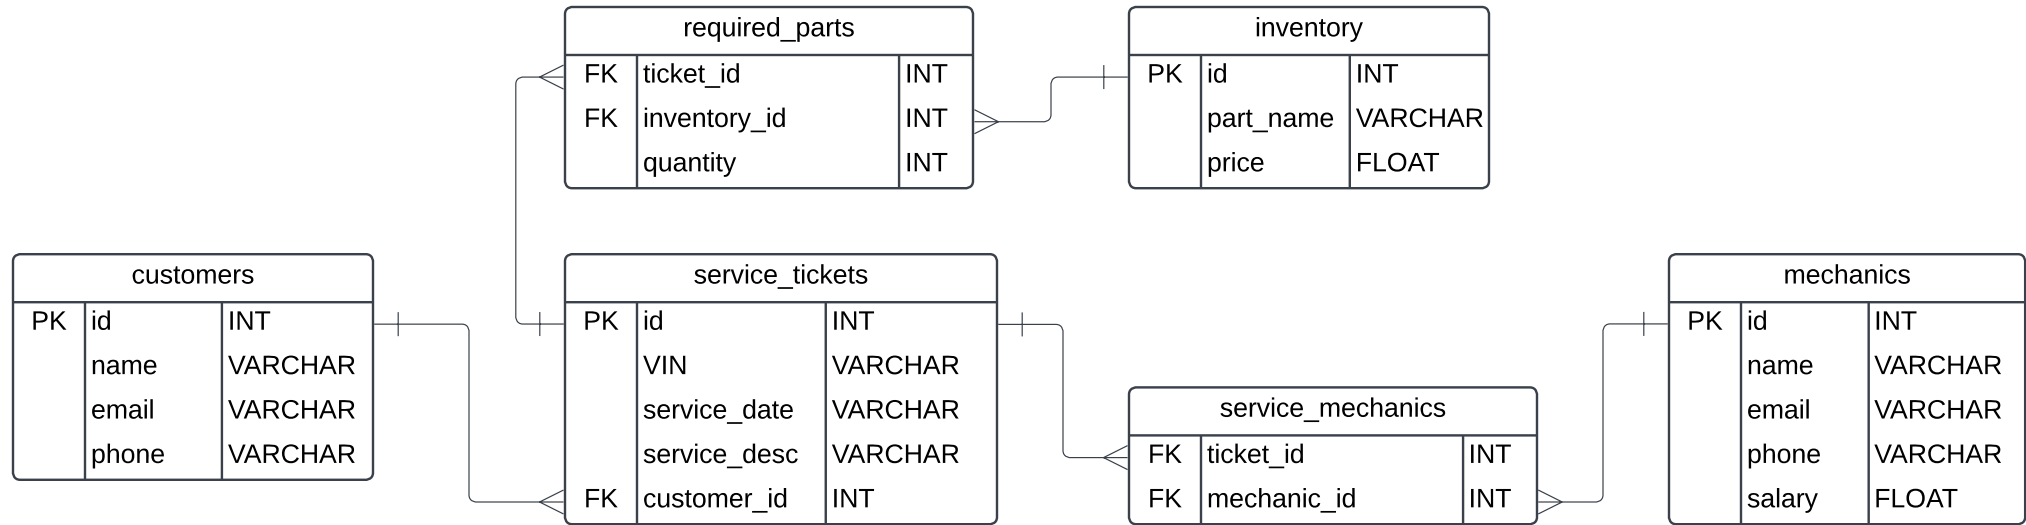 required_parts
FK ticket_id INT
FK inventory_id INT
quantity INT
inventory
PK id INT
part_name VARCHAR
price FLOAT
customers
PK id INT
name VARCHAR
email VARCHAR
phone VARCHAR
service_tickets
PK id INT
VIN VARCHAR
service_date VARCHAR
service_desc VARCHAR
FK customer_id INT
service_mechanics
FK ticket_id INT
FK mechanic_id INT
mechanics
PK id INT
name VARCHAR
email VARCHAR
phone VARCHAR
salary FLOAT